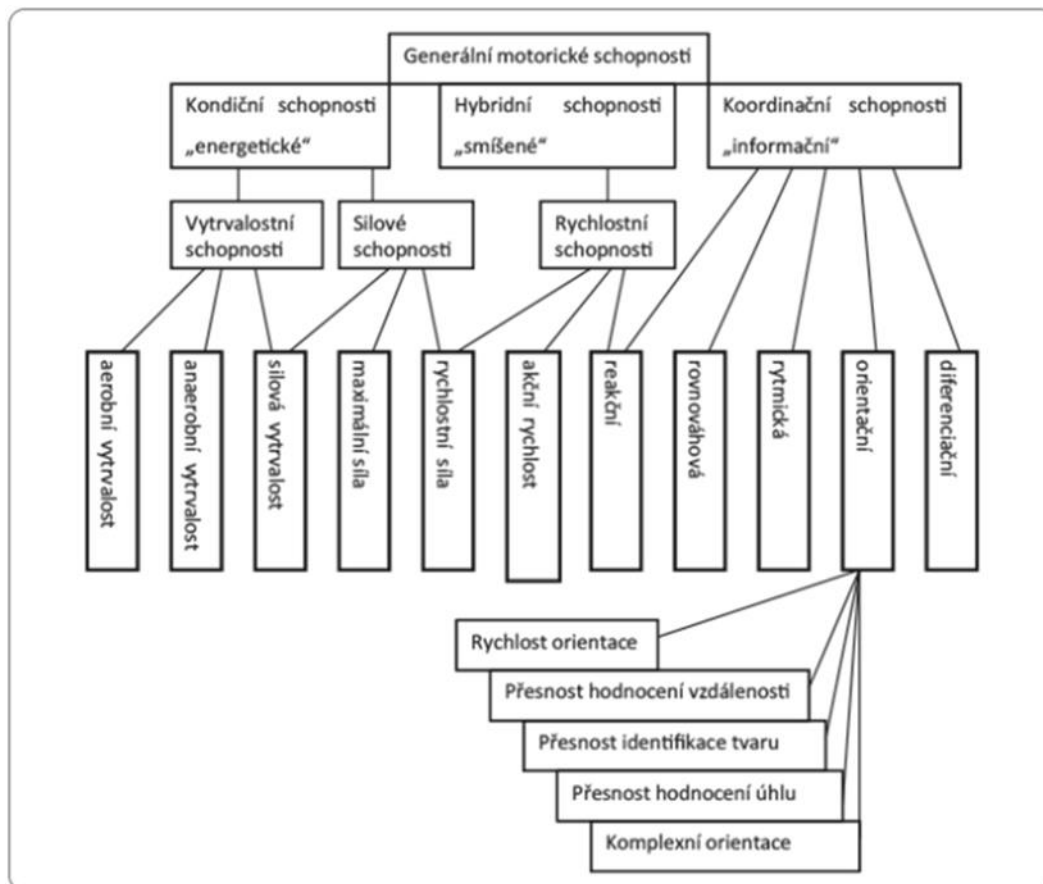 Generální motorické schopnosti
Kondiční schopnosti
„energetické“
Hybridní schopnosti
„smíšené“
Koordinační schopnosti
„informační“
Vytrvalostní
schopnosti
Silové
schopnosti
Rychlostní
schopnosti
aerobní vytrvalost
anaerobní vytrvalost
silová vytrvalost
maximální síla
rychlostní síla
akční rychlost
reakční
rovnováhová
rytmická
orientační
diferenciační
Rychlost orientace
Přesnost hodnocení vzdáleností
Přesnost identifikace tvaru
Přesnost hodnocení úhlu
Komplexní orientace